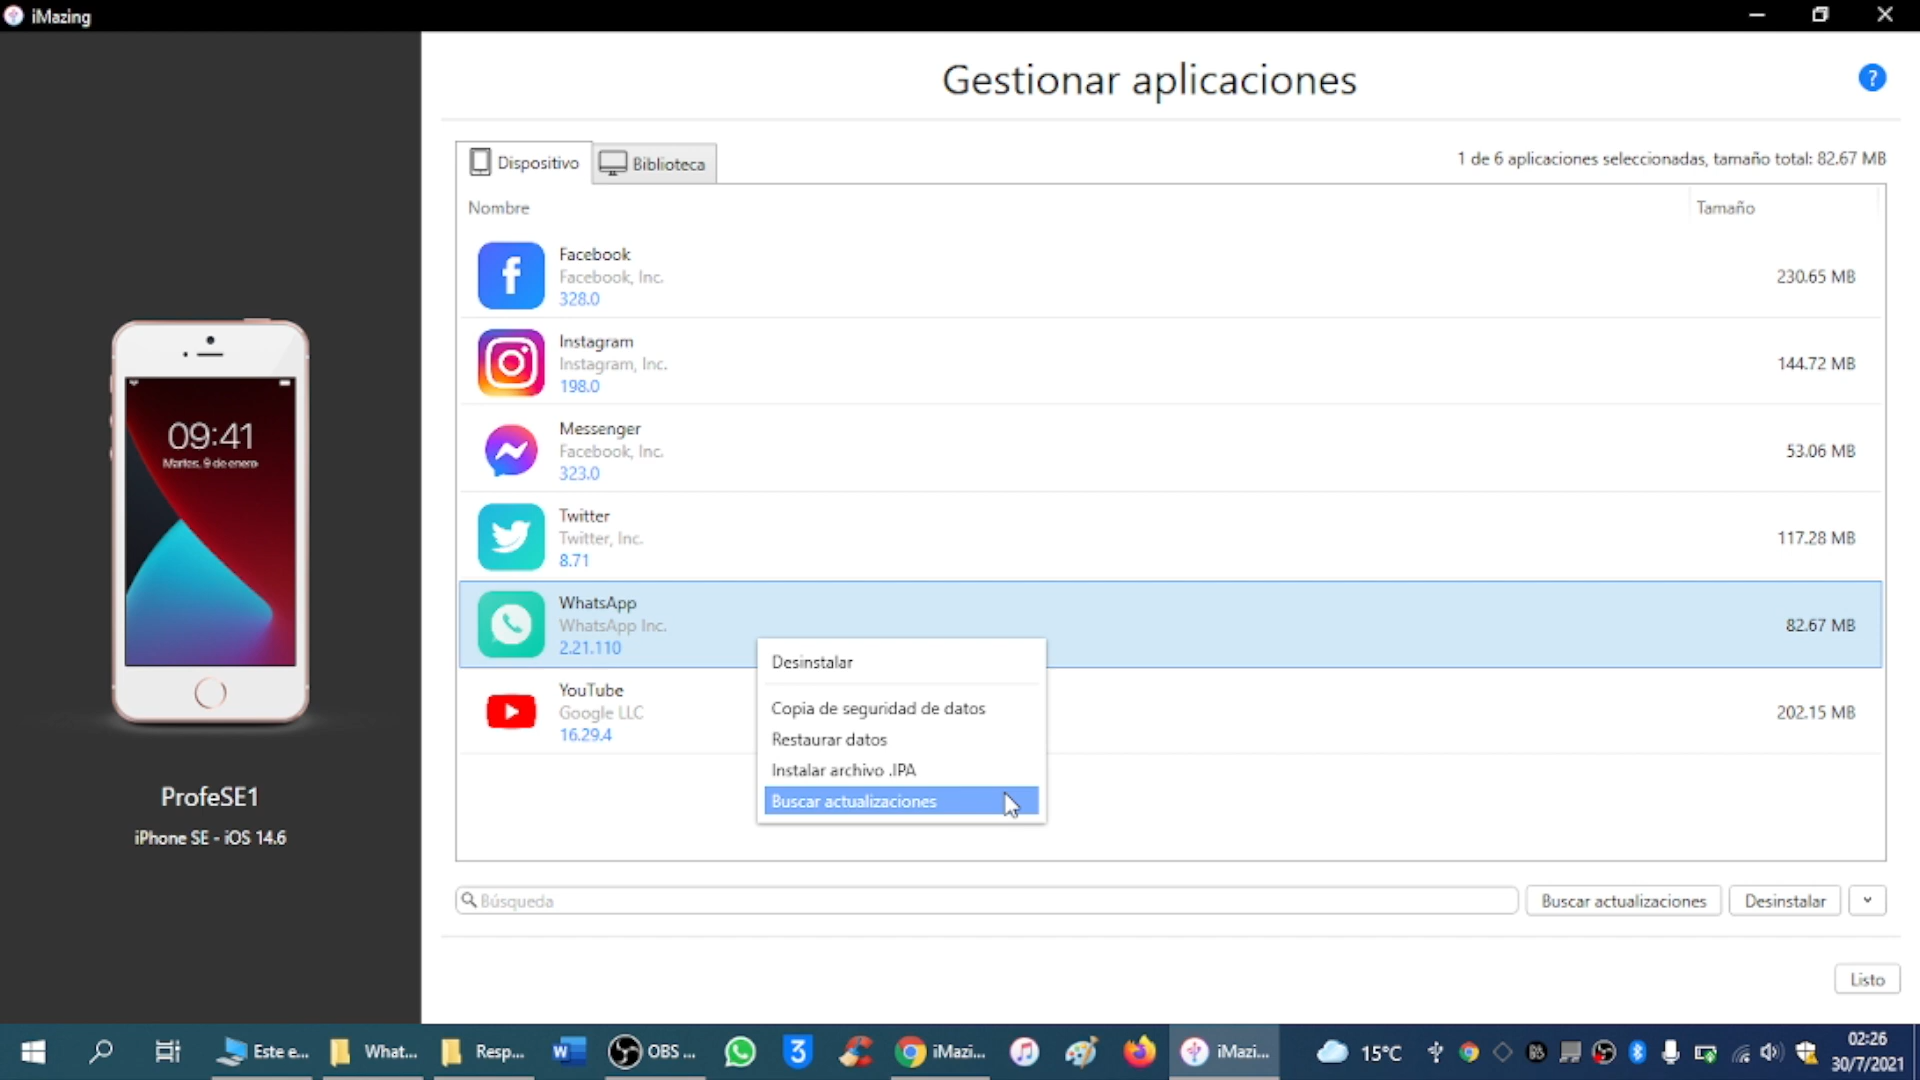 iMazing
Gestionar aplicaciones
?
Dispositivo
Biblioteca
1 de 6 aplicaciones seleccionadas, tamaño total: 82.67 MB
Nombre
Tamaño
Facebook
Facebook, Inc.
328.0
230.65 MB
Instagram
Instagram, Inc.
198.0
144.72 MB
Messenger
Facebook, Inc.
323.0
53.06 MB
Twitter
Twitter, Inc.
8.71
117.28 MB
WhatsApp
WhatsApp Inc.
2.21.110
82.67 MB
YouTube
Google LLC
16.29.4
202.15 MB
Desinstalar
Copia de seguridad de datos
Restaurar datos
Instalar archivo .IPA
Buscar actualizaciones
09:41
Martes, 9 de enero
ProfeSE1
iPhone SE - iOS 14.6
Búsqueda
Buscar actualizaciones
Desinstalar
Listo
Este e...
What...
Resp...
OBS ...
iMazi...
iMazi...
15°C
02:26
30/7/2021